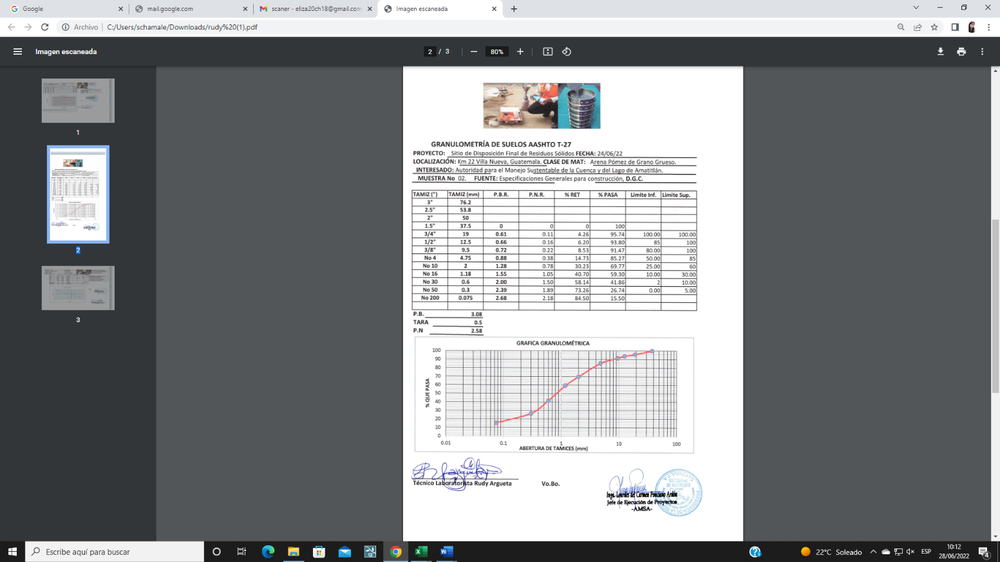 Google
mail.google.com
scaner - eliza20ch18@gmail.com
Imagen escaneada
Archivo
C:/Users/schamale/Downloads/rudy%20(1).pdf
Imagen escaneada
2 / 3
80%
1
2
3
GRANULOMETRÍA DE SUELOS AASHTO T-27
PROYECTO: Sitio de Disposición Final de Residuos Sólidos FECHA: 24/06/22
LOCALIZACIÓN: Km 22 Villa Nueva, Guatemala. CLASE DE MAT: Arena Pómez de Grano Grueso.
INTERESADO: Autoridad para el Manejo Sustentable de la Cuenca y del Lago de Amatitlán.
MUESTRA No 02. FUENTE: Especificaciones Generales para construcción, D.G.C.
TAMIZ (") TAMIZ (mm) P.B.R. P.N.R. % RET % PASA Limite Inf. Limite Sup.
3" 76.2
2.5" 53.8
2" 50
1.5" 37.5 0 0 0 100
3/4" 19 0.61 0.11 4.26 95.74 100.00 100.00
1/2" 12.5 0.66 0.16 6.20 93.80 85 100
3/8" 9.5 0.72 0.22 8.53 91.47 80.00 100
No 4 4.75 0.88 0.38 14.73 85.27 50.00 85
No 10 2 1.28 0.78 30.23 69.77 25.00 60
No 16 1.18 1.55 1.05 40.70 59.30 10.00 30.00
No 30 0.6 2.00 1.50 58.14 41.86 2 10.00
No 50 0.3 2.39 1.89 73.26 26.74 0.00 5.00
No 200 0.075 2.68 2.18 84.50 15.50
P.B. 3.08
TARA 0.5
P.N 2.58
GRAFICA GRANULOMÉTRICA
% QUE PASA
100
90
80
70
60
50
40
30
20
10
0
0.01 0.1 1 10 100
ABERTURA DE TAMICES (mm)
Técnico Laboratorista Rudy Argueta
Vo.Bo.
Inga. Lourdes del Carmen Ponciano Ardón
Jefe de Ejecución de Proyectos
-AMSA-
Escribe aquí para buscar
12
22°C Soleado
ESP
10:12
28/06/2022
4